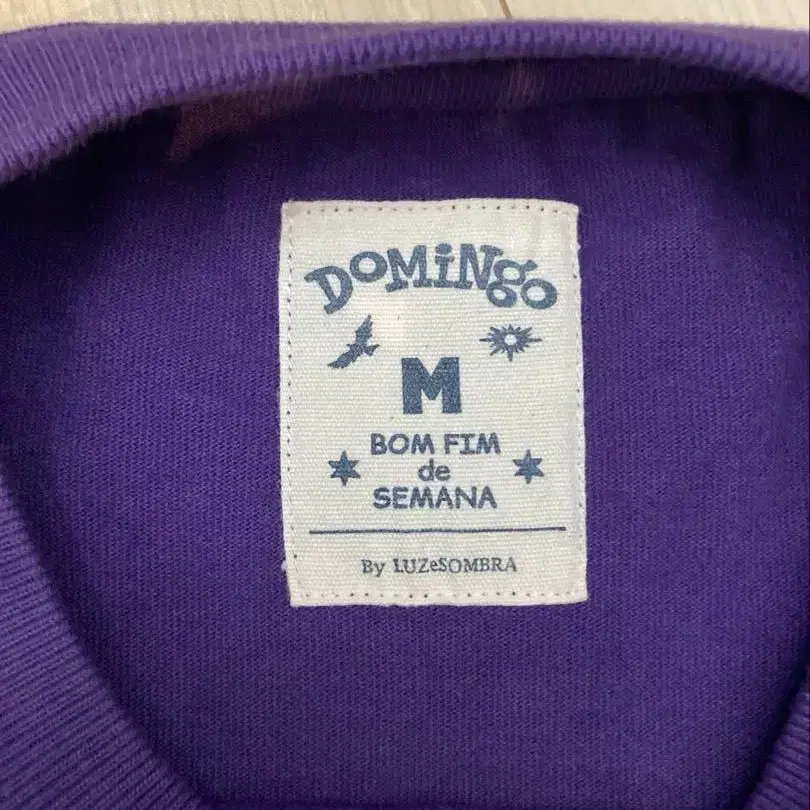 DOMiNgo
M
BOM FIM
de
SEMANA
By LUZeSOMBRA